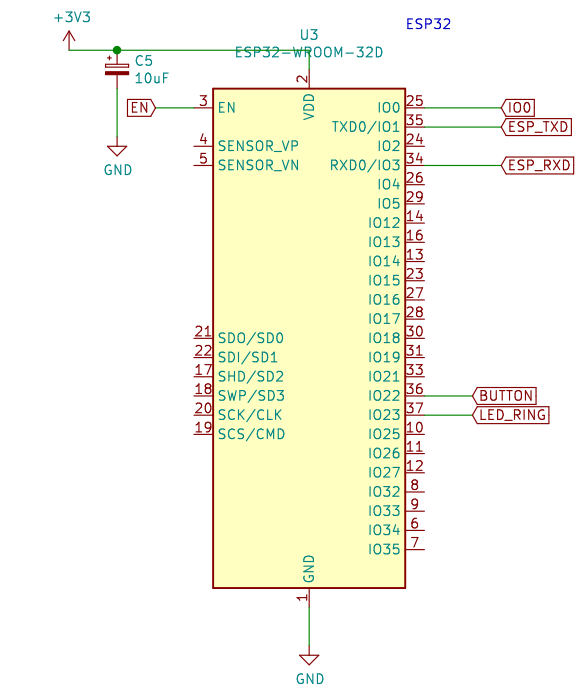 +3V3
ESP32
U3
ESP32-WROOM-32D
C5
10uF
GND
2
VDD
EN
3
EN
4
SENSOR_VP
5
SENSOR_VN
21
SDO/SD0
22
SDI/SD1
17
SHD/SD2
18
SWP/SD3
20
SCK/CLK
19
SCS/CMD
IO0
25
IO0
TXD0/IO1
35
ESP_TXD
IO2
24
RXD0/IO3
34
ESP_RXD
IO4
26
IO5
29
IO12
14
IO13
16
IO14
13
IO15
23
IO16
27
IO17
28
IO18
30
IO19
31
IO21
33
IO22
36
BUTTON
IO23
37
LED_RING
IO25
10
IO26
11
IO27
12
IO32
8
IO33
9
IO34
6
IO35
7
GND
1
GND